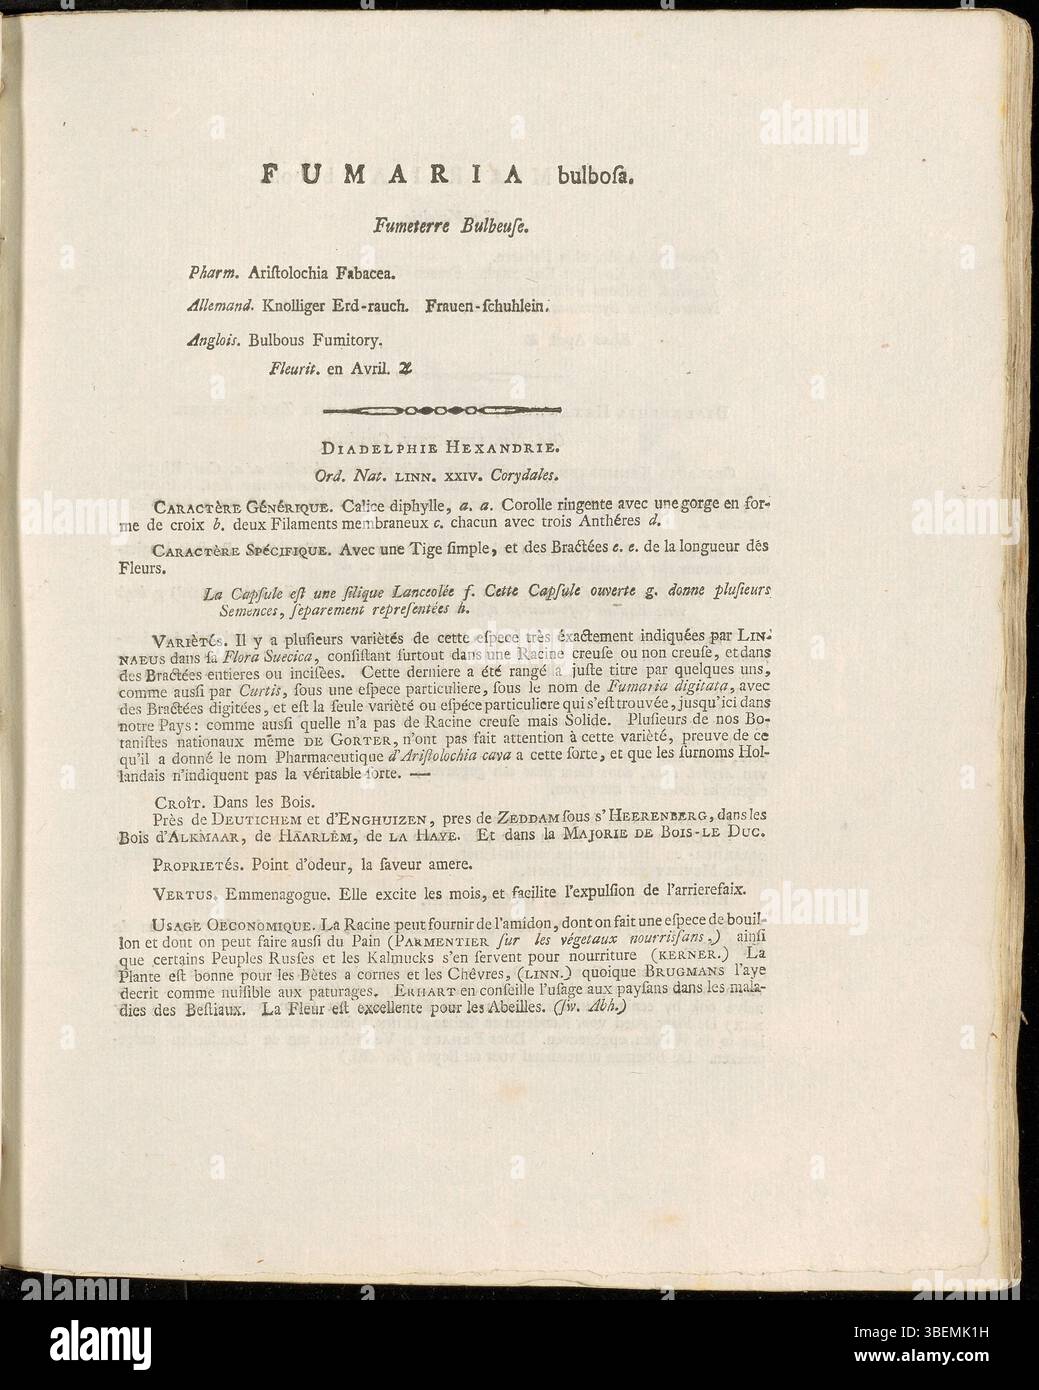 FUMARIA bulboſa.
Fumeterre Bulbeuſe.
Pharm. Ariſtolochia Fabacea.
Allemand. Knolliger Erd-rauch. Frauen-ſchuhlein.
Anglois. Bulbous Fumitory.
Fleurit. en Avril. ♃
DIADELPHIE HEXANDRIE.
Ord. Nat. LINN. XXIV. Corydales.
CARACTÈRE GÉNÉRIQUE. Calice diphylle, a. a. Corolle ringente avec une gorge en for-
me de croix b. deux Filaments membraneux c. chacun avec trois Anthéres d.
CARACTÈRE SPÉCIFIQUE. Avec une Tige ſimple, et des Bractées e. e. de la longueur dés
Fleurs.
La Capſule eſt une ſilique Lanceolée f. Cette Capſule ouverte g. donne pluſieurs
Semences, ſeparement repreſentées h.
VARIÈTÉS. Il y a pluſieurs variètés de cette eſpece très éxactement indiquées par LIN-
NAEUS dans ſa Flora Suecica, conſiſtant ſurtout dans une Racine creuſe ou non creuſe, et dans
des Bractées entieres ou inciſées. Cette derniere a été rangé a juſte titre par quelques uns,
comme auſſi par Curtis, ſous une eſpece particuliere, ſous le nom de Fumaria digitata, avec
des Bractées digitées, et eſt la ſeule variété ou eſpéce particuliere qui s'eſt trouvée, jusqu'ici dans
notre Pays: comme auſſi quelle n'a pas de Racine creuſe mais Solide. Pluſieurs de nos Bo-
taniſtes nationaux même DE GORTER, n'ont pas fait attention à cette variété, preuve de ce
qu'il a donné le nom Pharmaceutique d'Ariſtolochia cava a cette ſorte, et que les ſurnoms Hol-
landais n'indiquent pas la véritable ſorte. —
CROÎT. Dans les Bois.
Près de DEUTICHEM et d'ENGHUIZEN, pres de ZEDDAM ſous s'HEERENBERG, dans les
Bois d'ALKMAAR, de HAARLÈM, de LA HAYE. Et dans la MAJORIE DE BOIS-LE DUC.
PROPRIETÉS. Point d'odeur, la ſaveur amere.
VERTUS. Emmenagogue. Elle excite les mois, et facilite l'expulſion de l'arrierefaix.
USAGE OECONOMIQUE. La Racine peut fournir de l'amidon, dont on fait une eſpece de bouil-
lon et dont on peut faire auſſi du Pain (PARMENTIER ſur les végetaux nourriſſans.) ainſi
que certains Peuples Ruſſes et les Kalmucks s'en ſervent pour nourriture (KERNER.) La
Plante eſt bonne pour les Bètes a cornes et les Chêvres, (LINN.) quoique BRUGMANS l'aye
decrit comme nuiſible aux paturages. ERHART en conſeille l'uſage aux payſans dans les mala-
dies des Beſtiaux. La Fleur eſt excellente pour les Abeilles. (ſw. Abh.)
alamy
Image ID: 3BEMK1H
www.alamy.com